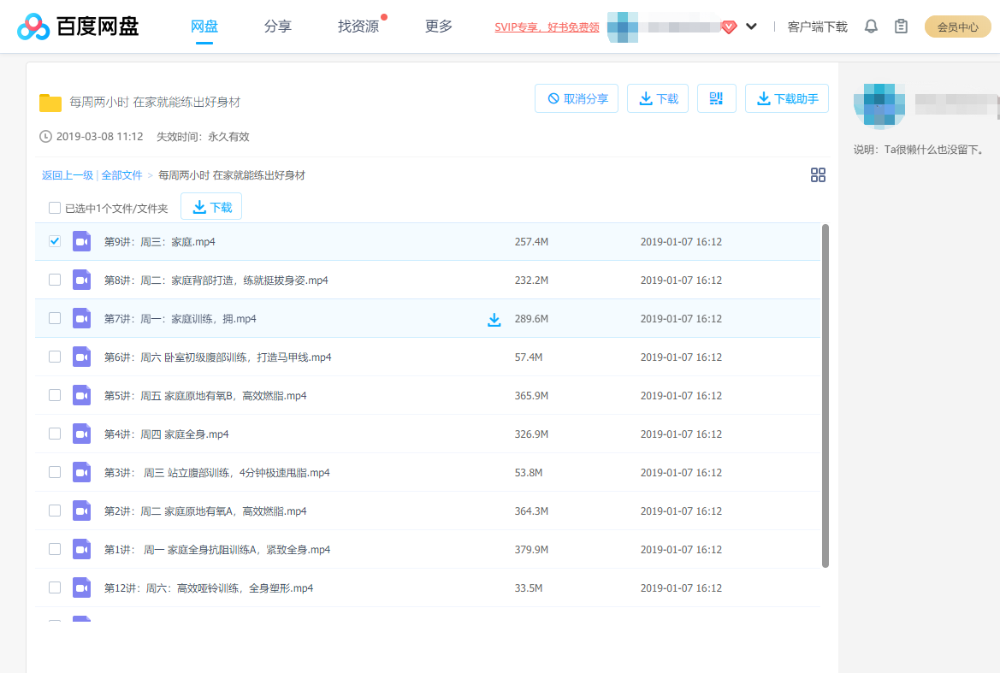 百度网盘 网盘 分享 找资源 更多 SVIP专享，好书免费领 客户端下载 会员中心
每周两小时 在家就能练出好身材 取消分享 下载 下载助手
2019-03-08 11:12 失效时间：永久有效
说明：Ta很懒什么也没留下。
返回上一级 | 全部文件 > 每周两小时 在家就能练出好身材
已选中1个文件/文件夹 下载
第9讲：周三：家庭.mp4 257.4M 2019-01-07 16:12
第8讲：周二：家庭背部打造，练就挺拔身姿.mp4 232.2M 2019-01-07 16:12
第7讲：周一：家庭训练，拥.mp4 289.6M 2019-01-07 16:12
第6讲：周六 卧室初级腹部训练，打造马甲线.mp4 57.4M 2019-01-07 16:12
第5讲：周五 家庭原地有氧B，高效燃脂.mp4 365.9M 2019-01-07 16:12
第4讲：周四 家庭全身.mp4 326.9M 2019-01-07 16:12
第3讲： 周三 站立腹部训练，4分钟极速甩脂.mp4 53.8M 2019-01-07 16:12
第2讲：周二 家庭原地有氧A，高效燃脂.mp4 364.3M 2019-01-07 16:12
第1讲： 周一 家庭全身抗阻训练A，紧致全身.mp4 379.9M 2019-01-07 16:12
第12讲：周六：高效哑铃训练，全身塑形.mp4 33.5M 2019-01-07 16:12